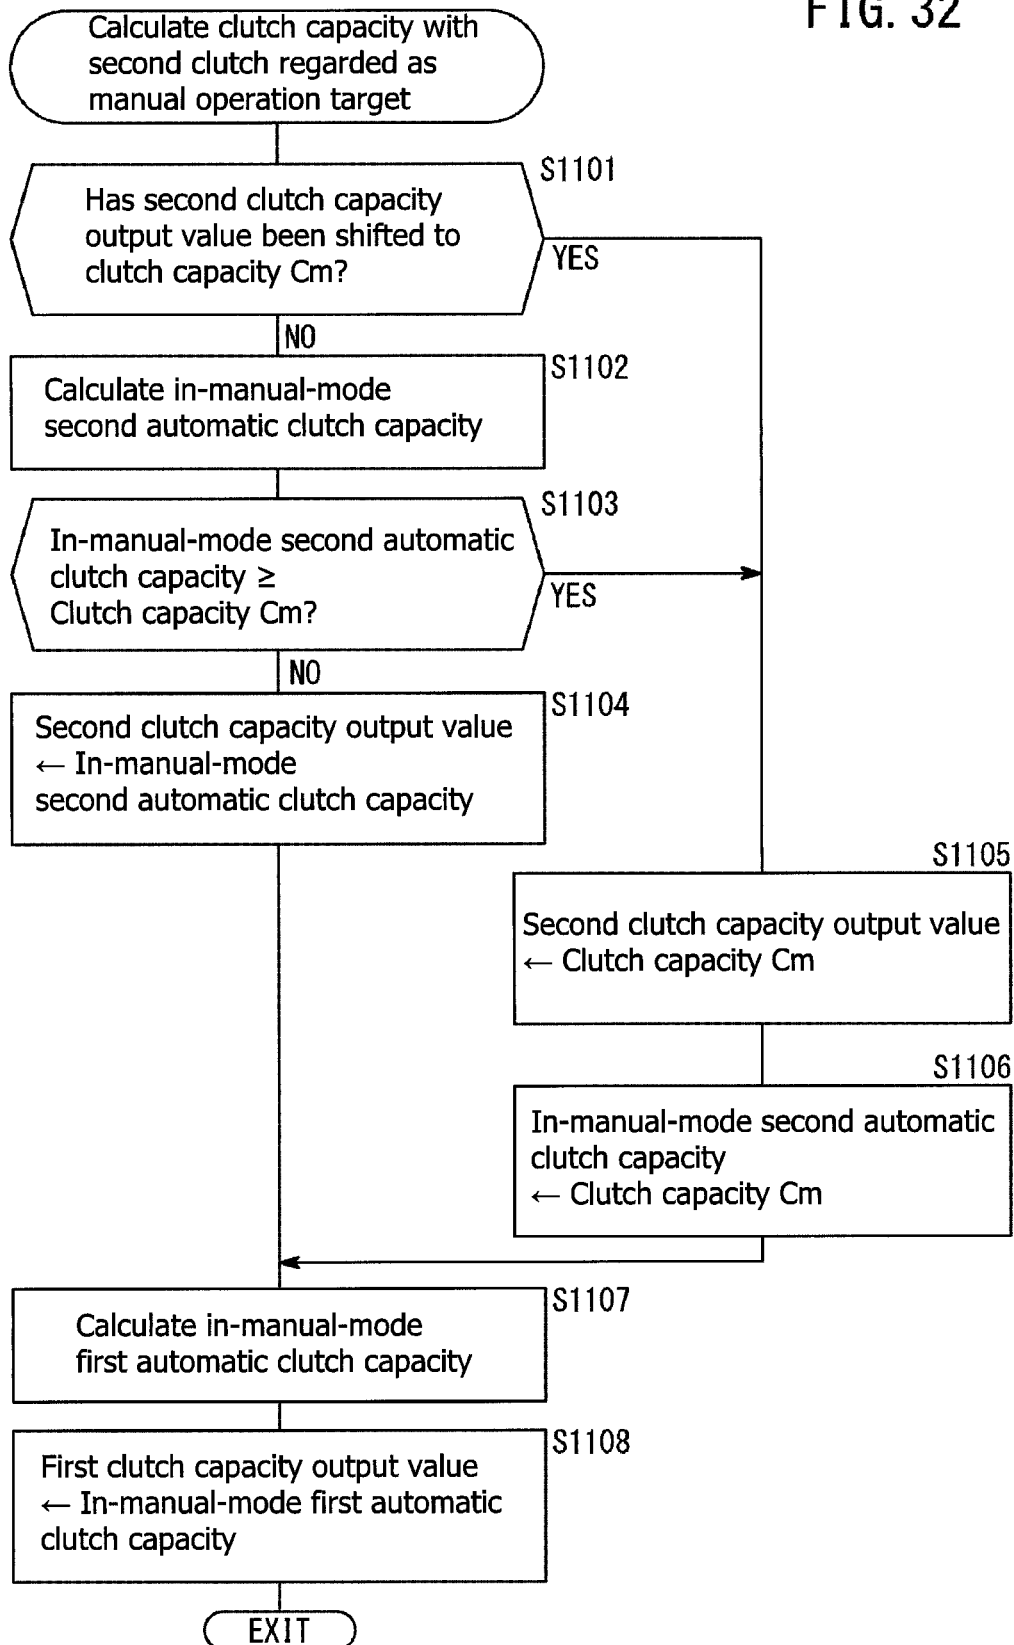 FIG. 32
Calculate clutch capacity with
second clutch regarded as
manual operation target
S1101
Has second clutch capacity
output value been shifted to
clutch capacity Cm?
YES
NO
S1102
Calculate in-manual-mode
second automatic clutch capacity
S1103
In-manual-mode second automatic
clutch capacity ≥
Clutch capacity Cm?
YES
NO
S1104
Second clutch capacity output value
← In-manual-mode
second automatic clutch capacity
S1105
Second clutch capacity output value
← Clutch capacity Cm
S1106
In-manual-mode second automatic
clutch capacity
← Clutch capacity Cm
S1107
Calculate in-manual-mode
first automatic clutch capacity
S1108
First clutch capacity output value
← In-manual-mode first automatic
clutch capacity
EXIT